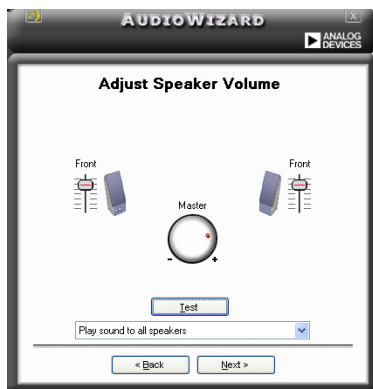 AudioWizard
ANALOG
DEVICES
Adjust Speaker Volume
Front
Front
Master
- +
Test
Play sound to all speakers
< Back
Next >